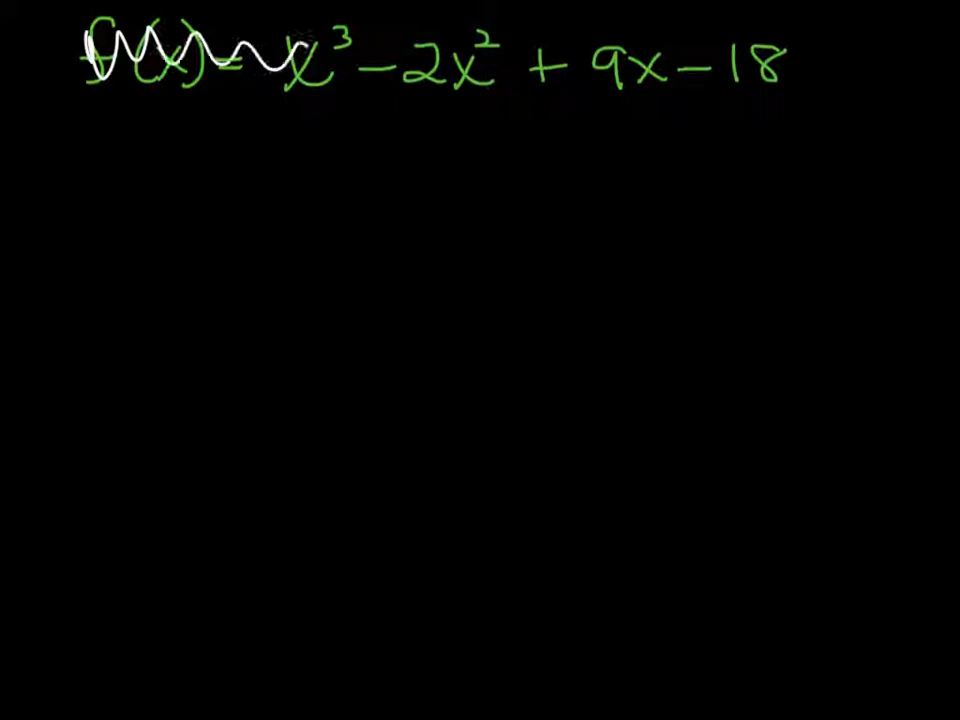 f(x) = x³ - 2x² + 9x - 18